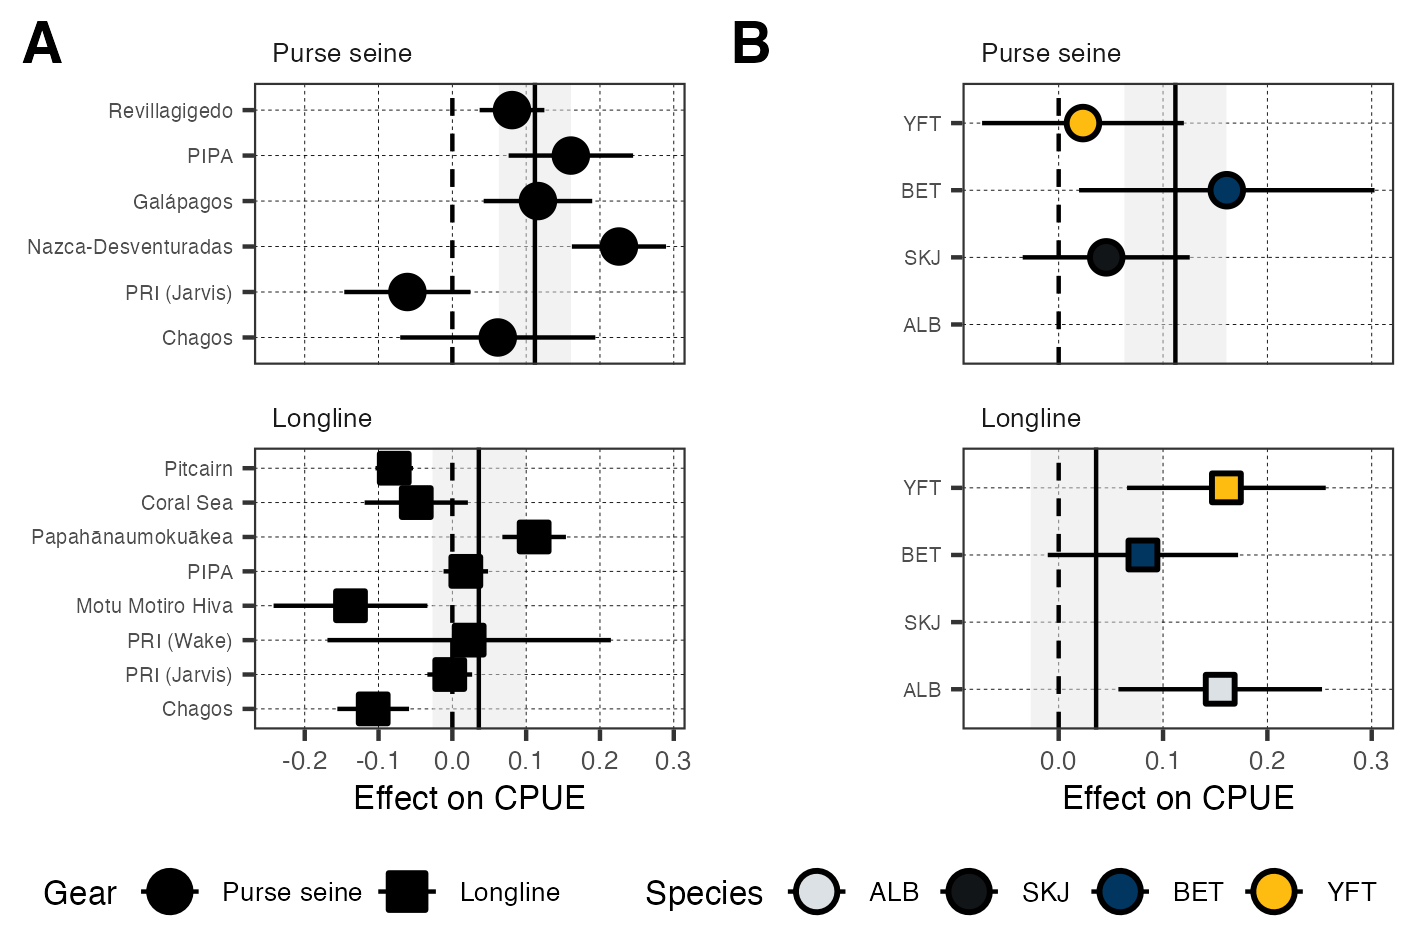 A
Purse seine
Revillagigedo
PIPA
Galápagos
Nazca-Desventuradas
PRI (Jarvis)
Chagos
Longline
Pitcairn
Coral Sea
Papahānaumokuākea
PIPA
Motu Motiro Hiva
PRI (Wake)
PRI (Jarvis)
Chagos
-0.2 -0.1 0.0 0.1 0.2 0.3
Effect on CPUE
B
Purse seine
YFT
BET
SKJ
ALB
Longline
YFT
BET
SKJ
ALB
0.0 0.1 0.2 0.3
Effect on CPUE
Gear Purse seine Longline
Species ALB SKJ BET YFT